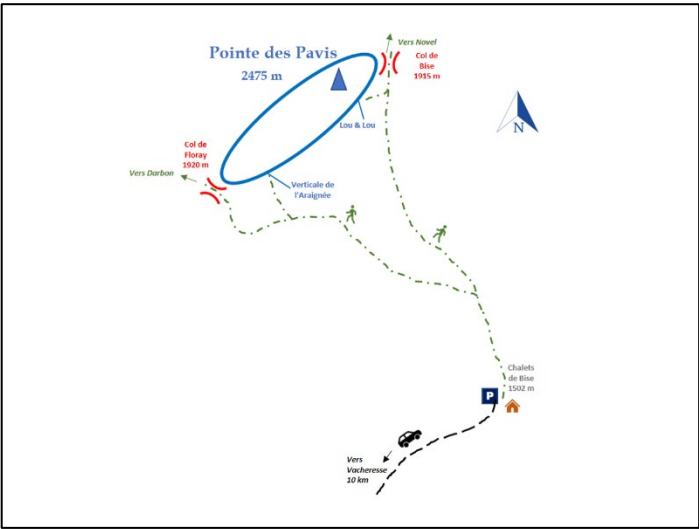 Vers Novel
Pointe des Pavis
2475 m
Col de
Bise
1915 m
Lou & Lou
N
Col de
Floray
1920 m
Vers Darbon
Verticale de
l'Araignée
Chalets
de Bise
1502 m
P
Vers
Vacheresse
10 km